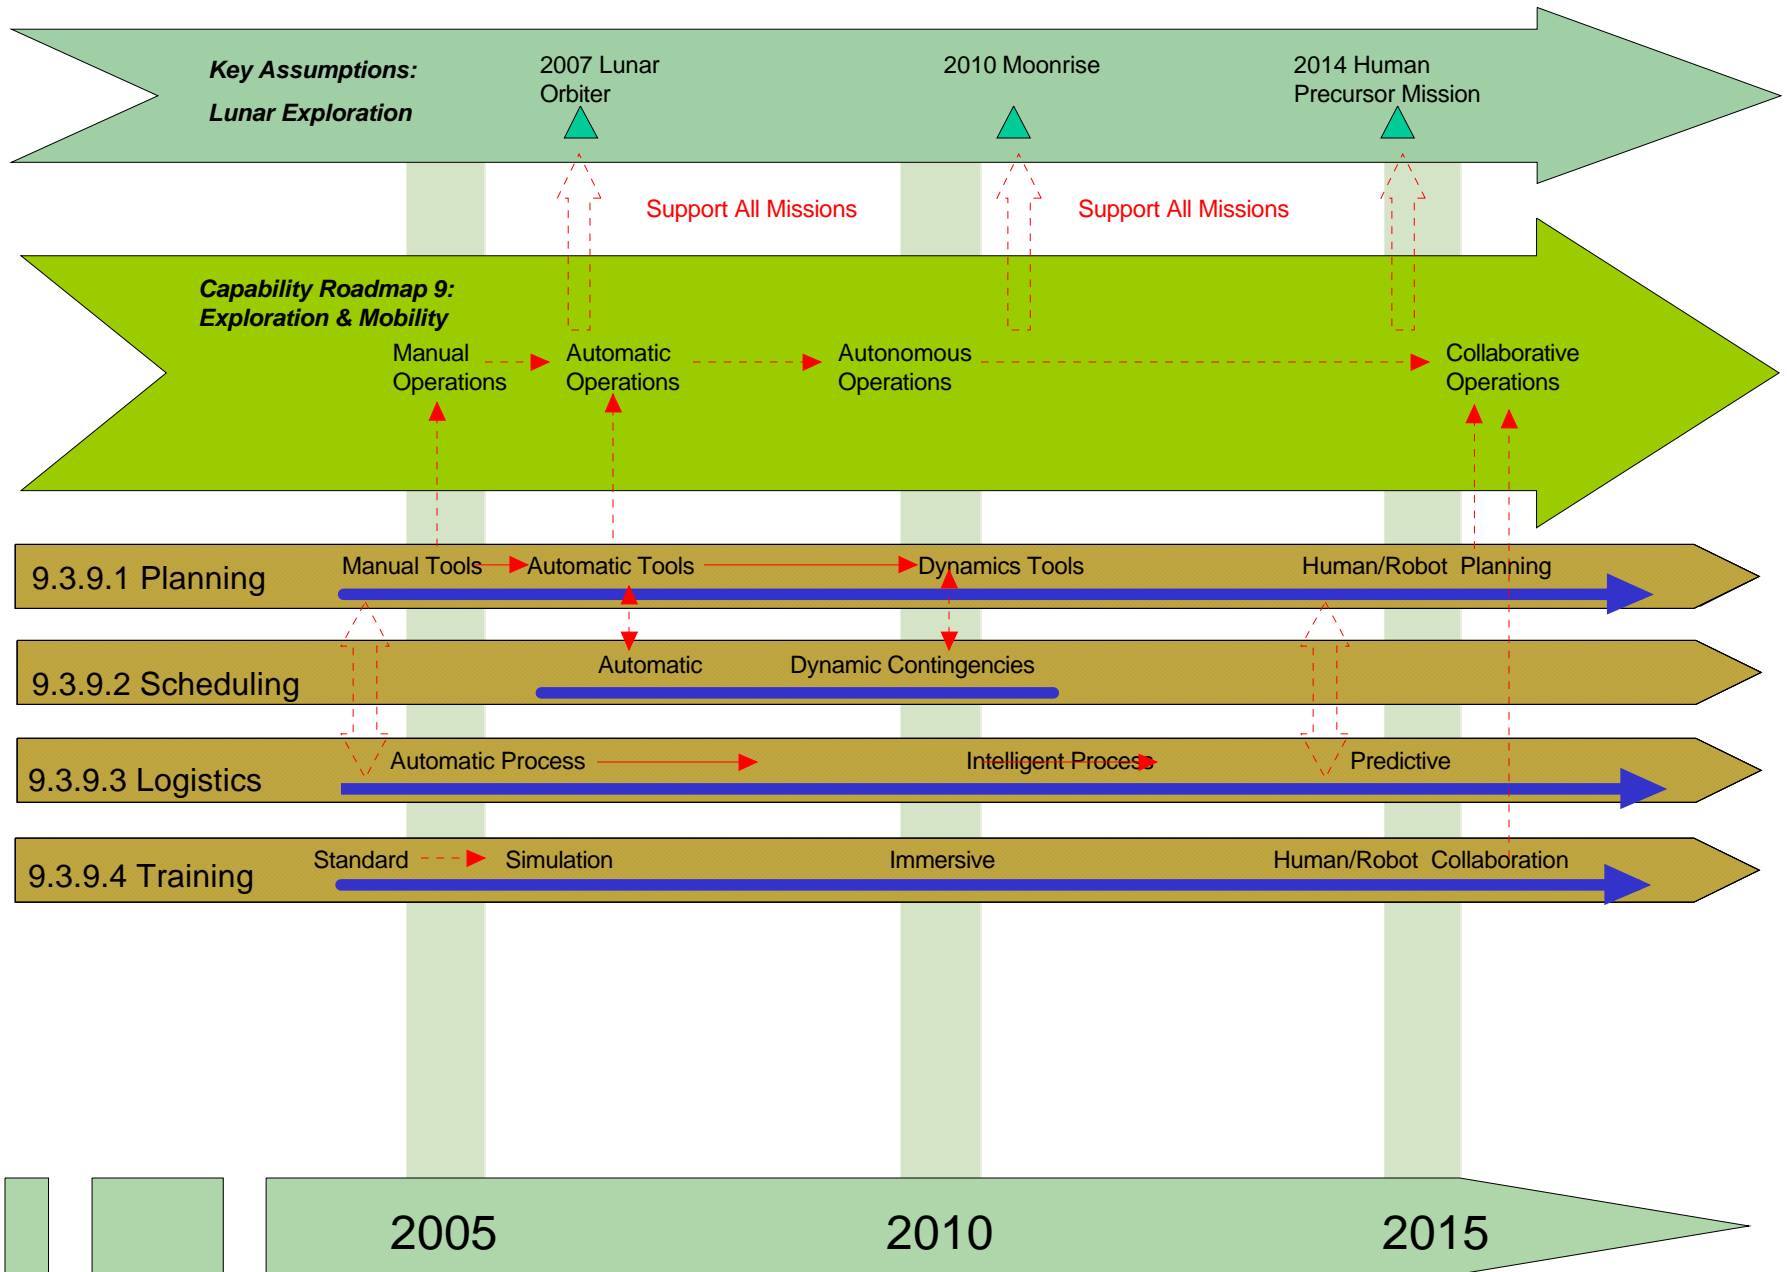 Key Assumptions:
Lunar Exploration
2007 Lunar
Orbiter
2010 Moonrise
2014 Human
Precursor Mission
Support All Missions
Support All Missions
Capability Roadmap 9:
Exploration & Mobility
Manual
Operations
Automatic
Operations
Autonomous
Operations
Collaborative
Operations
9.3.9.1 Planning
Manual Tools
Automatic Tools
Dynamics Tools
Human/Robot Planning
9.3.9.2 Scheduling
Automatic
Dynamic Contingencies
9.3.9.3 Logistics
Automatic Process
Intelligent Process
Predictive
9.3.9.4 Training
Standard
Simulation
Immersive
Human/Robot Collaboration
2005
2010
2015